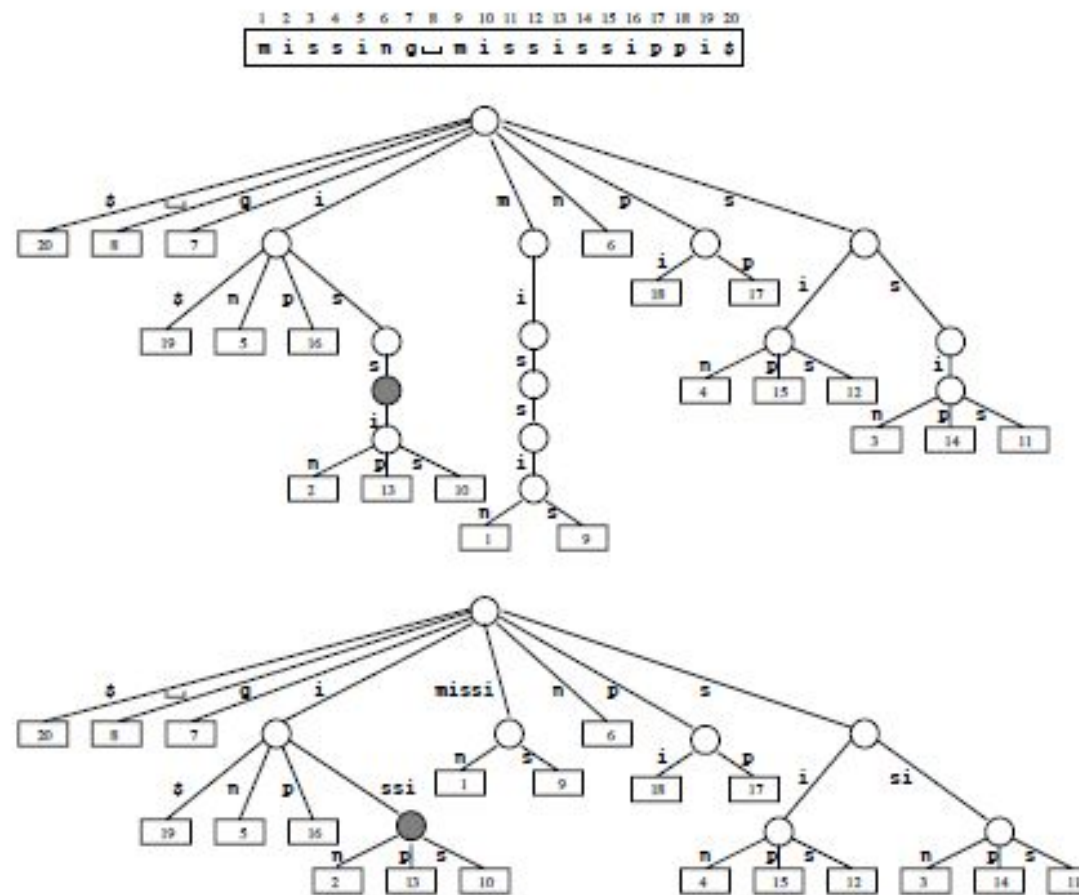 1 2 3 4 5 6 7 8 9 10 11 12 13 14 15 16 17 18 19 20
m i s s i n g ␣ m i s s i s s i p p i $
$ ␣ g i m n p s
20 8 7 6
i p
18 17
$ n p s i i s
19 5 16
s s i
n p s
4 15 12
i s n p s
3 14 11
n p s i
2 13 10
n s
1 9
$ ␣ g i missi n p s
20 8 7 6
n s i p
1 9 18 17
$ n p ssi i si
19 5 16
n p s n p s n p s
2 13 10 4 15 12 3 14 11